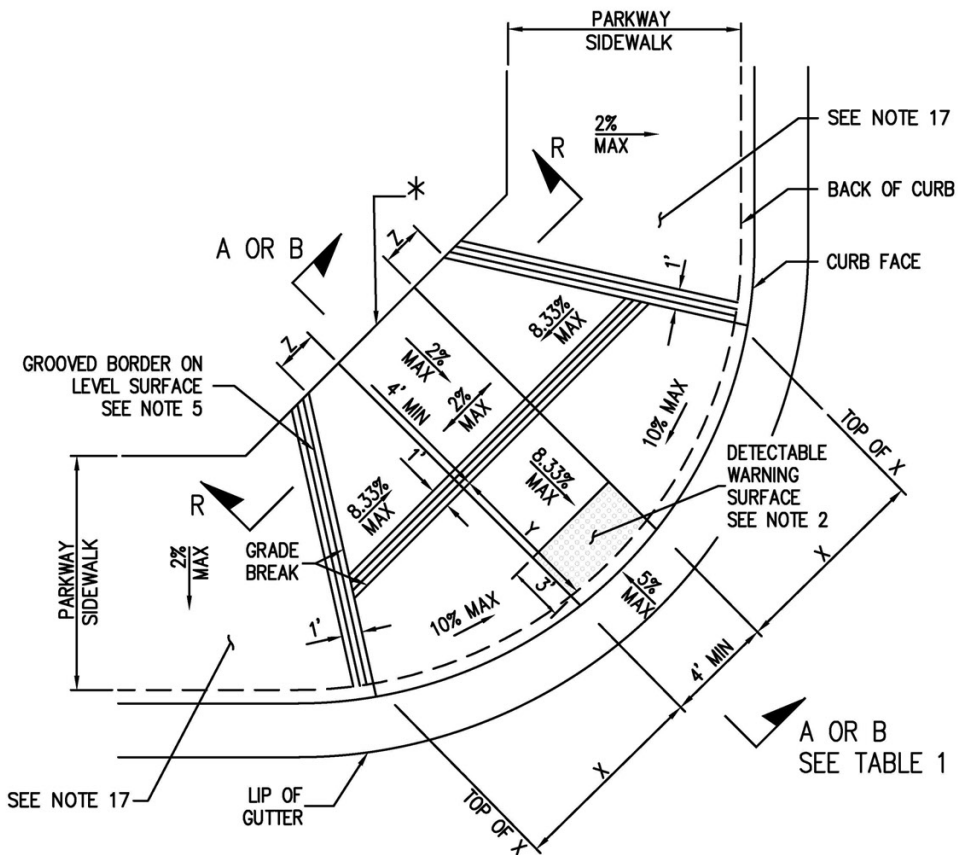 PARKWAY
SIDEWALK
2%
MAX
SEE NOTE 17
R
BACK OF CURB
*
A OR B
Z
1'
CURB FACE
8.33%
MAX
Z
2%
MAX
GROOVED BORDER ON
LEVEL SURFACE
SEE NOTE 5
4' MIN
2%
MAX
10% MAX
TOP OF X
DETECTABLE
WARNING
SURFACE
SEE NOTE 2
1'
8.33%
MAX
R
8.33%
MAX
Y
X
PARKWAY
SIDEWALK
2%
MAX
GRADE
BREAK
3'
5%
MAX
10% MAX
1'
4' MIN
A OR B
SEE TABLE 1
X
SEE NOTE 17
LIP OF
GUTTER
TOP OF X